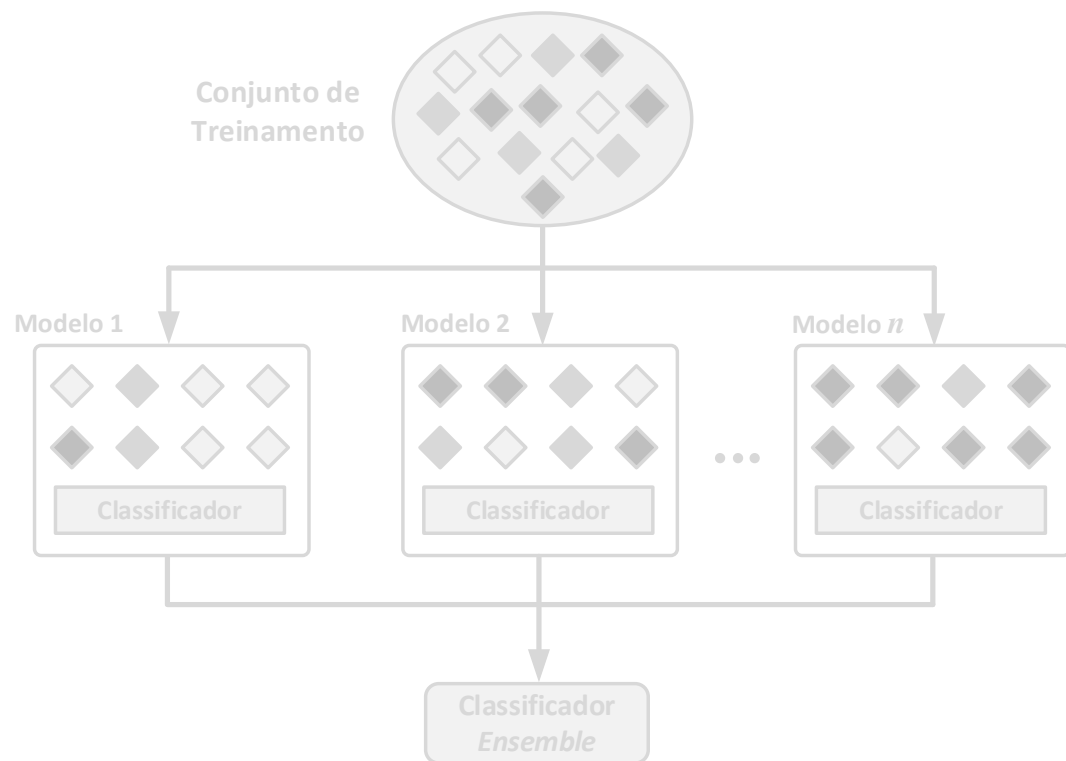 Conjunto de
Treinamento
Modelo 1
Modelo 2
Modelo n
...
Classificador
Classificador
Classificador
Classificador
Ensemble